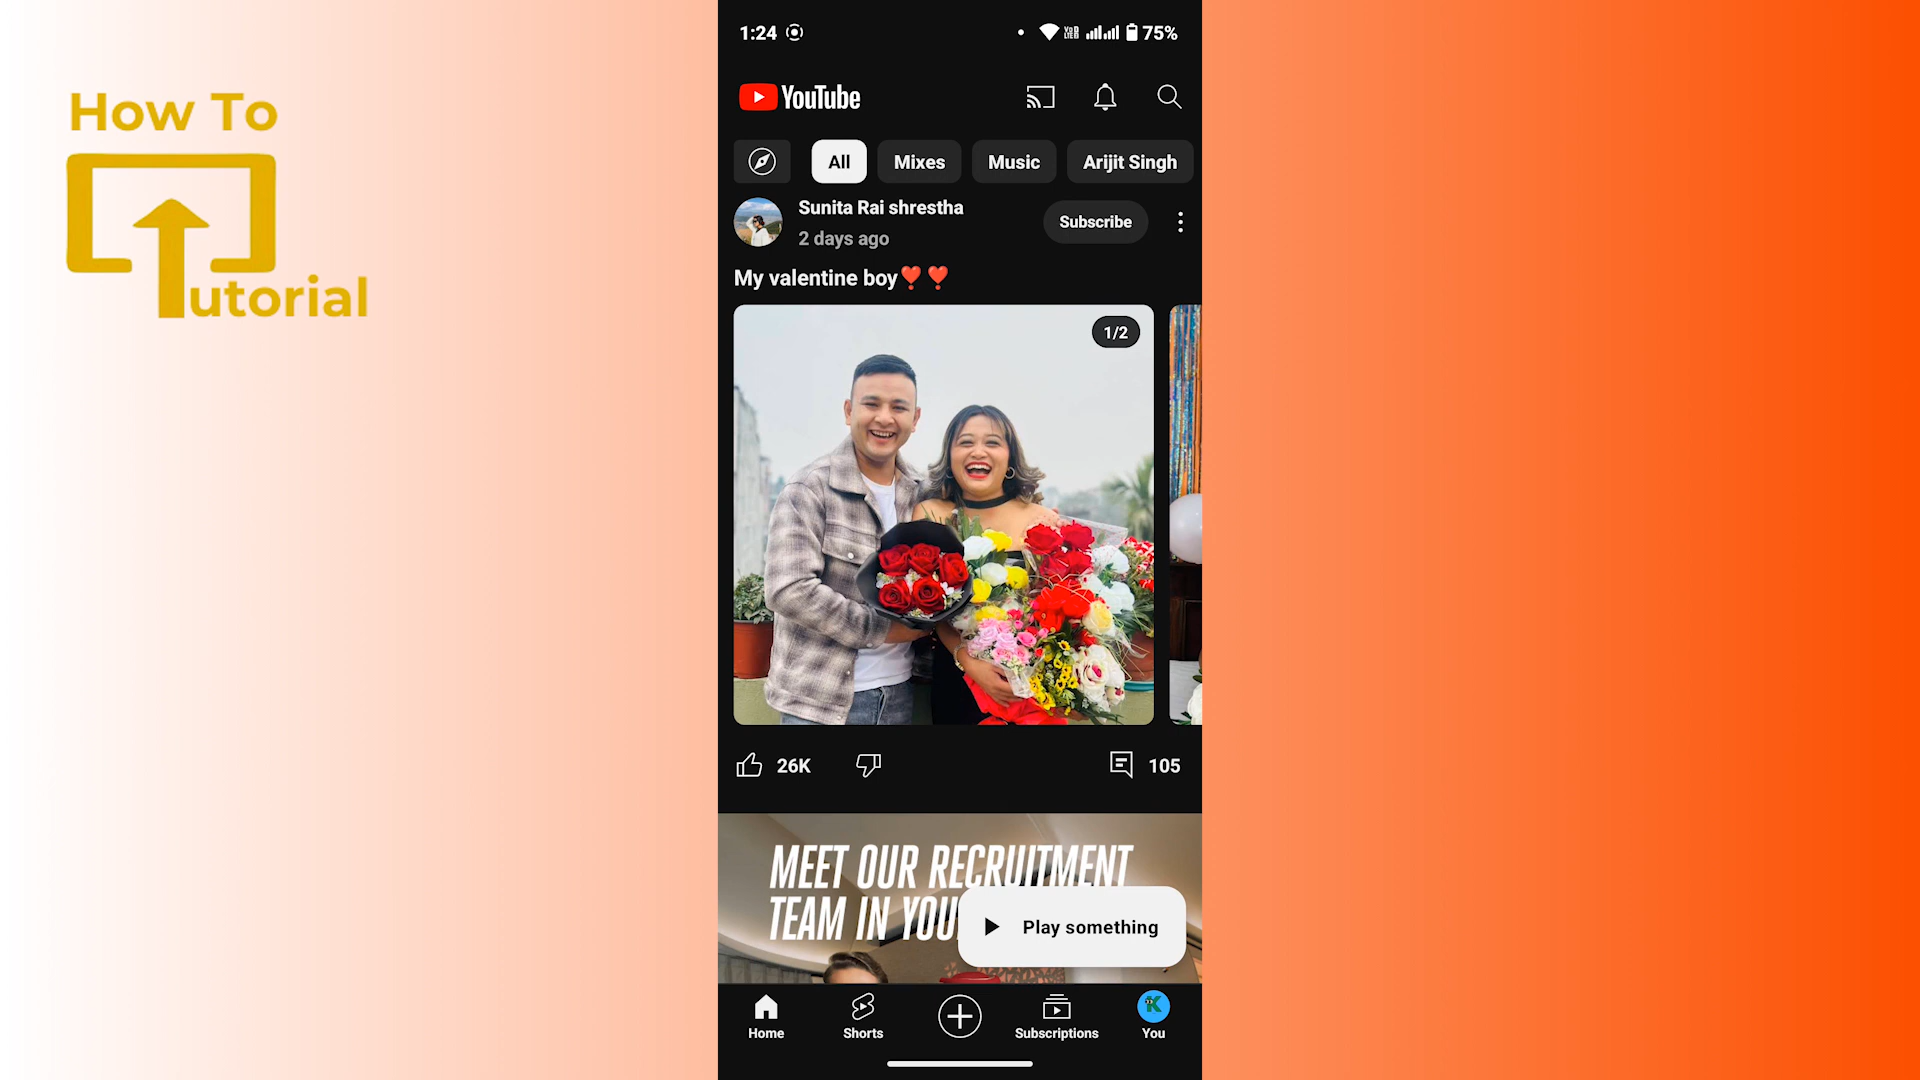 How To
utorial
1:24
75%
YouTube
All
Mixes
Music
Arijit Singh
Sunita Rai shrestha
2 days ago
Subscribe
My valentine boy❣️❣️
1/2
26K
105
MEET OUR RECRUITMENT
TEAM IN YOU
Play something
Home
Shorts
Subscriptions
K
You